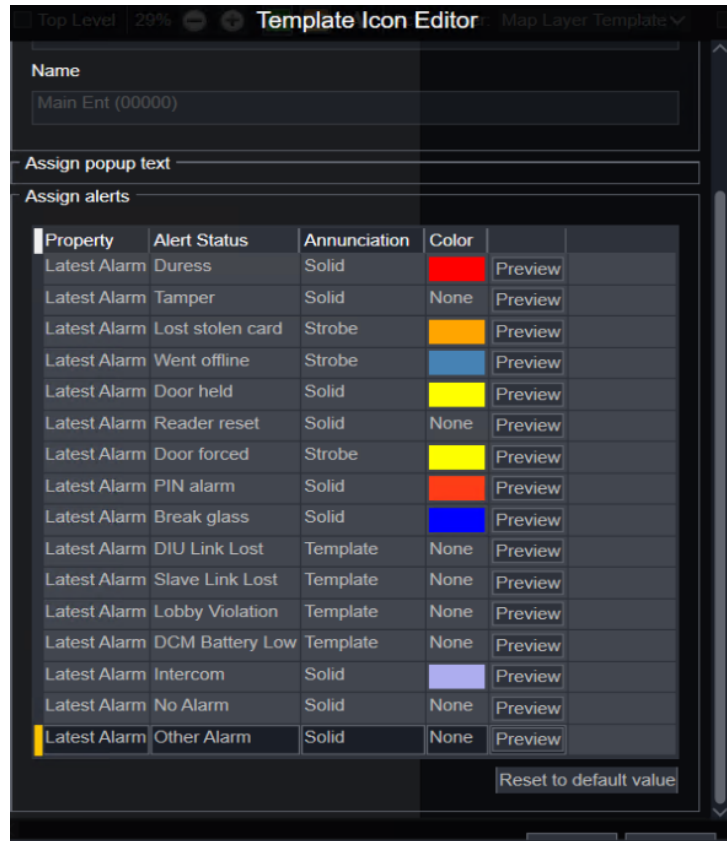 Top Level 29% Template Icon Editor er: Map Layer Template
Name
Main Ent (00000)
Assign popup text
Assign alerts
Property Alert Status Annunciation Color
Latest Alarm Duress Solid Preview
Latest Alarm Tamper Solid None Preview
Latest Alarm Lost stolen card Strobe Preview
Latest Alarm Went offline Strobe Preview
Latest Alarm Door held Solid Preview
Latest Alarm Reader reset Solid None Preview
Latest Alarm Door forced Strobe Preview
Latest Alarm PIN alarm Solid Preview
Latest Alarm Break glass Solid Preview
Latest Alarm DIU Link Lost Template None Preview
Latest Alarm Slave Link Lost Template None Preview
Latest Alarm Lobby Violation Template None Preview
Latest Alarm DCM Battery Low Template None Preview
Latest Alarm Intercom Solid Preview
Latest Alarm No Alarm Solid None Preview
Latest Alarm Other Alarm Solid None Preview
Reset to default value